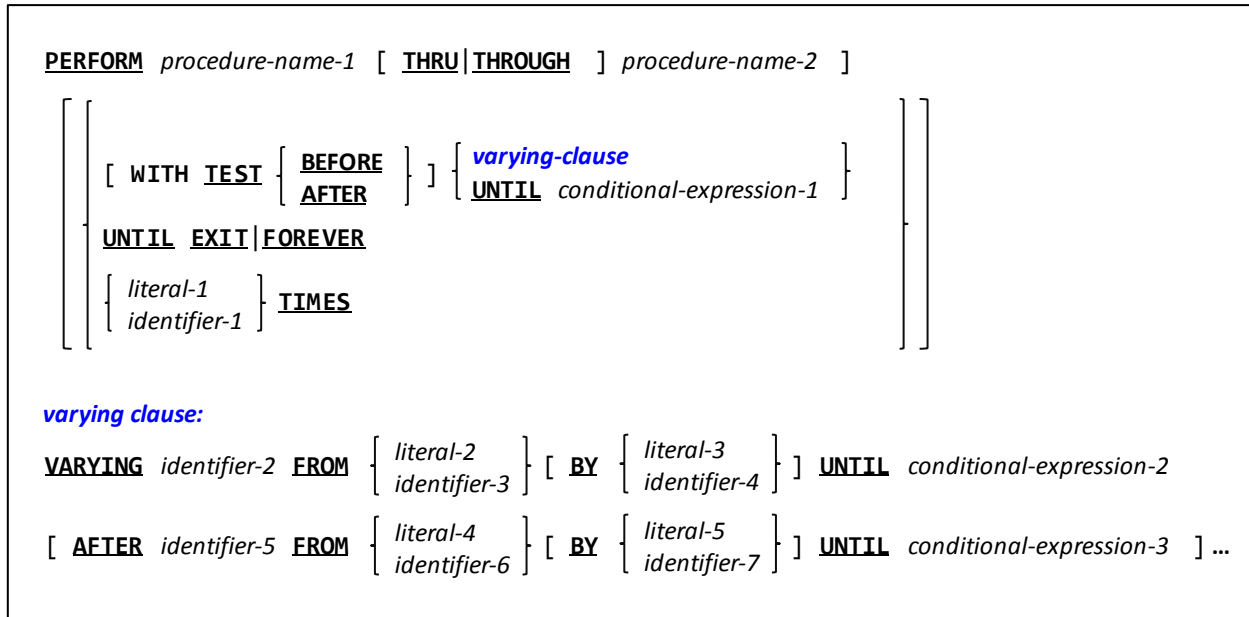 PERFORM procedure-name-1 [ THRU|THROUGH ] procedure-name-2 ]
varying-clause
[ WITH TEST { BEFORE
AFTER } ] { UNTIL conditional-expression-1 }
UNTIL EXIT|FOREVER
{ literal-1
identifier-1 } TIMES
varying clause:
VARYING identifier-2 FROM { literal-2
identifier-3 } [ BY { literal-3
identifier-4 } ] UNTIL conditional-expression-2
[ AFTER identifier-5 FROM { literal-4
identifier-6 } [ BY { literal-5
identifier-7 } ] UNTIL conditional-expression-3 ] ...